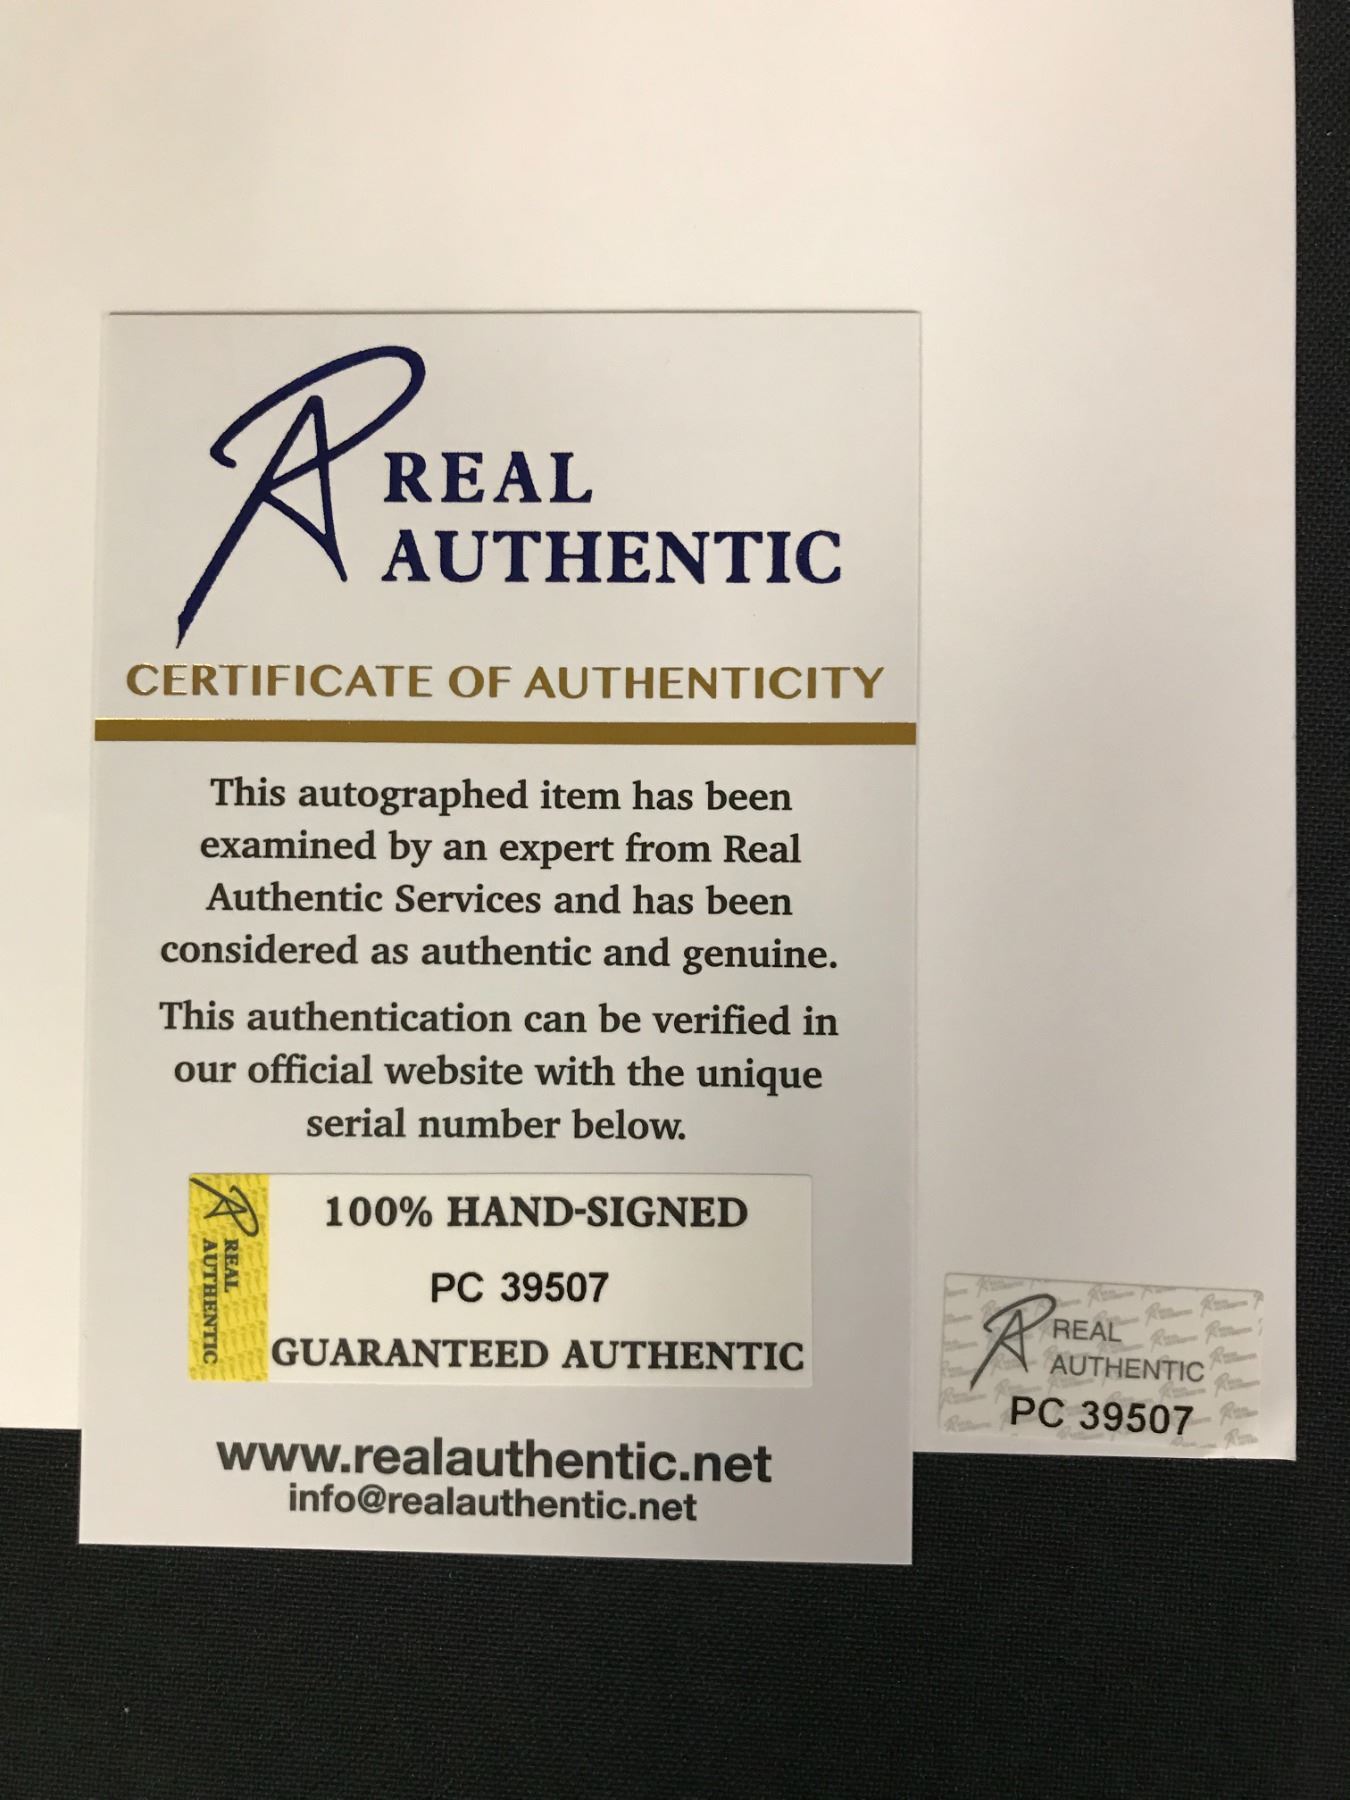 REAL
AUTHENTIC
CERTIFICATE OF AUTHENTICITY
This autographed item has been
examined by an expert from Real
Authentic Services and has been
considered as authentic and genuine.
This authentication can be verified in
our official website with the unique
serial number below.
REAL
AUTHENTIC
100% HAND-SIGNED
PC 39507
GUARANTEED AUTHENTIC
www.realauthentic.net
info@realauthentic.net
REAL
AUTHENTIC
PC 39507